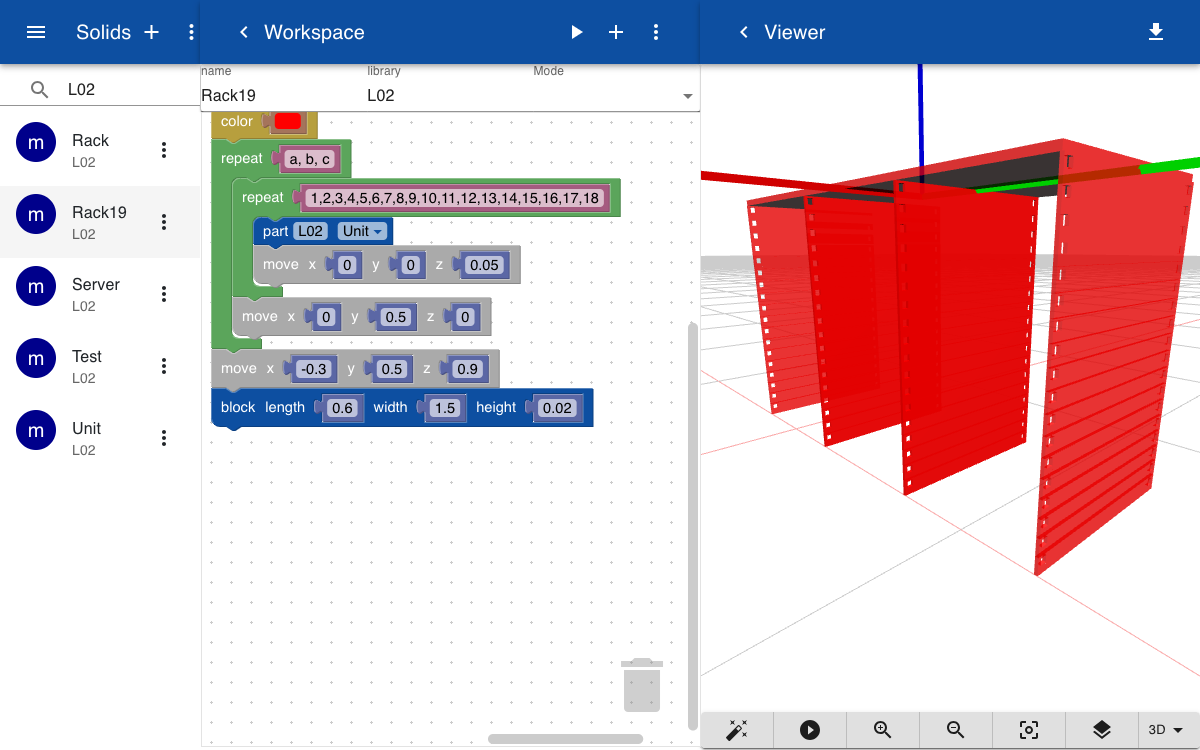 Solids
Workspace
Viewer
L02
name library Mode
Rack19 L02
m Rack
L02
m Rack19
L02
m Server
L02
m Test
L02
m Unit
L02
color
repeat a, b, c
repeat 1,2,3,4,5,6,7,8,9,10,11,12,13,14,15,16,17,18
part L02 Unit
move x 0 y 0 z 0.05
move x 0 y 0.5 z 0
move x -0.3 y 0.5 z 0.9
block length 0.6 width 1.5 height 0.02
3D